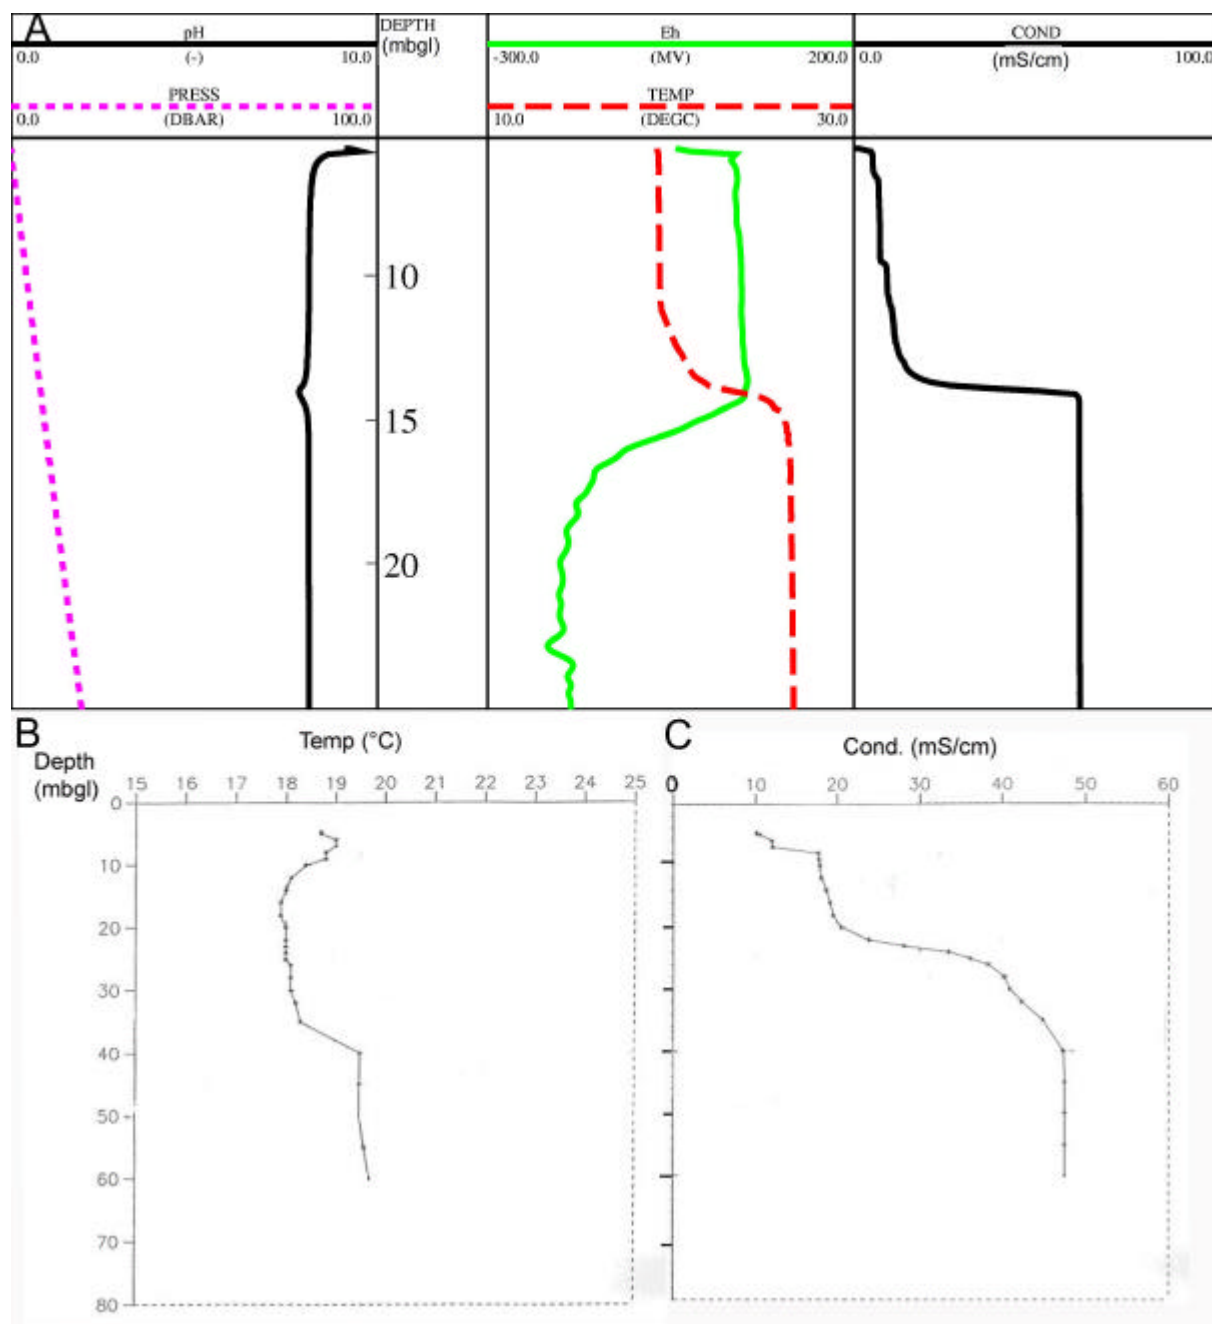 A
pH
DEPTH
(mbgl)
Eh
COND
0.0 (-) 10.0
-300.0 (MV) 200.0
0.0 (mS/cm) 100.0
PRESS
TEMP
0.0 (DBAR) 100.0
10.0 (DEGC) 30.0
10
15
20
B
Temp (°C)
C
Cond. (mS/cm)
Depth
(mbgl)
15 16 17 18 19 20 21 22 23 24 25
0 10 20 30 40 50 60
0
10
20
30
40
50
60
70
80